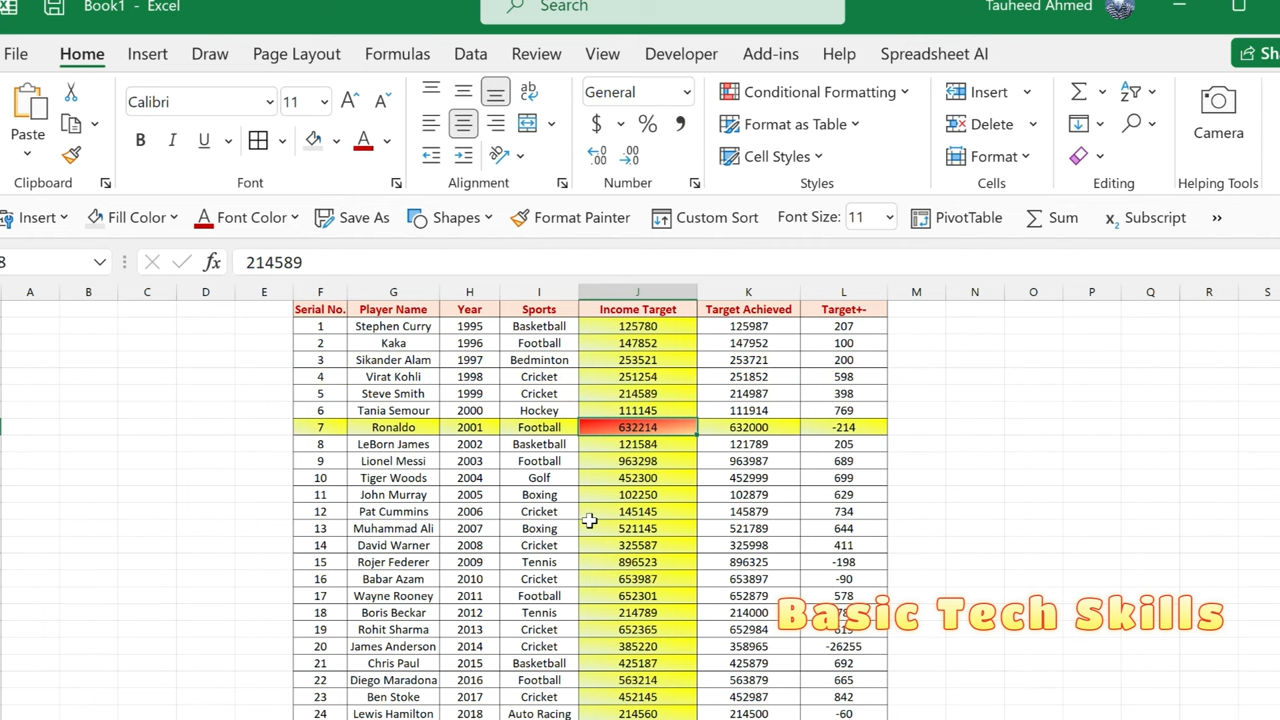 Book1 - Excel
Search
Tauheed Ahmed
File Home Insert Draw Page Layout Formulas Data Review View Developer Add-ins Help Spreadsheet AI
Paste
Clipboard
Calibri 11
B I U A
Font
Alignment
General
$ % ,
Number
Conditional Formatting
Format as Table
Cell Styles
Styles
Insert
Delete
Format
Cells
Editing
Camera
Helping Tools
Insert Fill Color Font Color Save As Shapes Format Painter Custom Sort Font Size: 11 PivotTable Sum Subscript
8 fx 214589
A B C D E F G H I J K L M N O P Q R S
Serial No. Player Name Year Sports Income Target Target Achieved Target+-
1 Stephen Curry 1995 Basketball 125780 125987 207
2 Kaka 1996 Football 147852 147952 100
3 Sikander Alam 1997 Bedminton 253521 253721 200
4 Virat Kohli 1998 Cricket 251254 251852 598
5 Steve Smith 1999 Cricket 214589 214987 398
6 Tania Semour 2000 Hockey 111145 111914 769
7 Ronaldo 2001 Football 632214 632000 -214
8 LeBorn James 2002 Basketball 121584 121789 205
9 Lionel Messi 2003 Football 963298 963987 689
10 Tiger Woods 2004 Golf 452300 452999 699
11 John Murray 2005 Boxing 102250 102879 629
12 Pat Cummins 2006 Cricket 145145 145879 734
13 Muhammad Ali 2007 Boxing 521145 521789 644
14 David Warner 2008 Cricket 325587 325998 411
15 Rojer Federer 2009 Tennis 896523 896325 -198
16 Babar Azam 2010 Cricket 653987 653897 -90
17 Wayne Rooney 2011 Football 652301 652879 578
18 Boris Beckar 2012 Tennis 214789 214000
19 Rohit Sharma 2013 Cricket 652365 652984
20 James Anderson 2014 Cricket 385220 358965 -26255
21 Chris Paul 2015 Basketball 425187 425879 692
22 Diego Maradona 2016 Football 563214 563879 665
23 Ben Stoke 2017 Cricket 452145 452987 842
24 Lewis Hamilton 2018 Auto Racing 214560 214500 -60
Basic Tech Skills